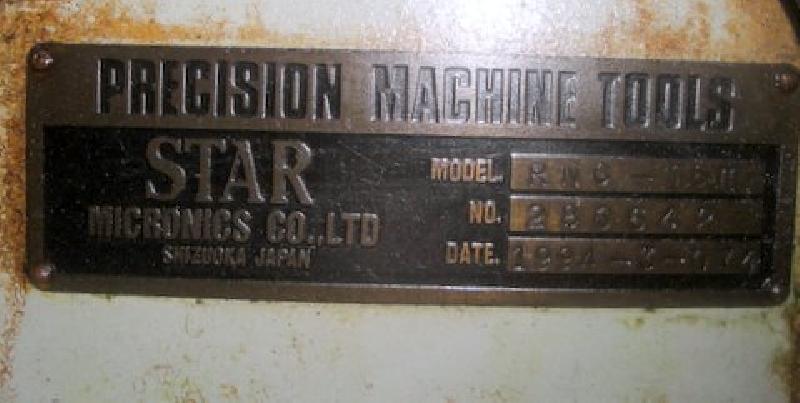 PRECISION MACHINE TOOLS
STAR
MICRONICS CO.,LTD
SHIZUOKA JAPAN
MODEL.
NO.
DATE.